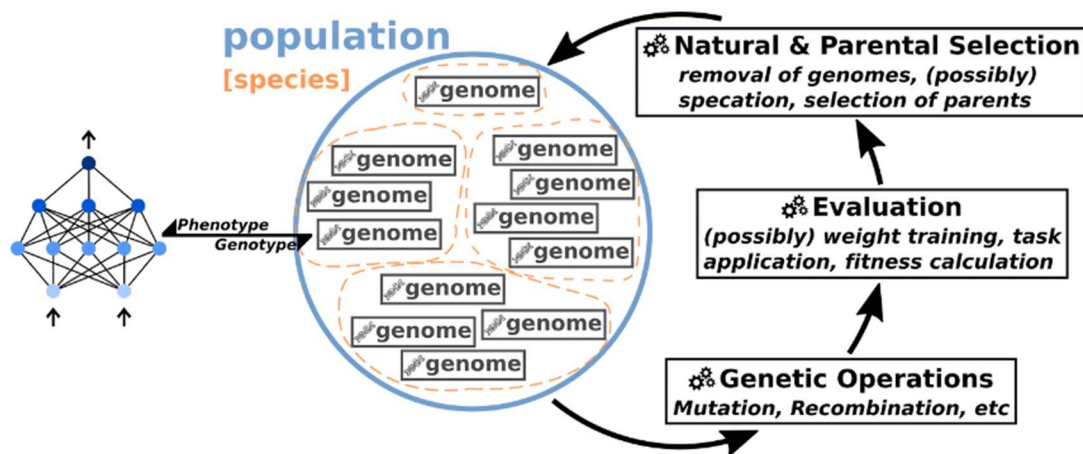 population
[species]
genome
genome
genome
genome
genome
genome
genome
genome
genome
genome
genome
genome
Phenotype
Genotype
Natural & Parental Selection
removal of genomes, (possibly)
specation, selection of parents
Evaluation
(possibly) weight training, task
application, fitness calculation
Genetic Operations
Mutation, Recombination, etc